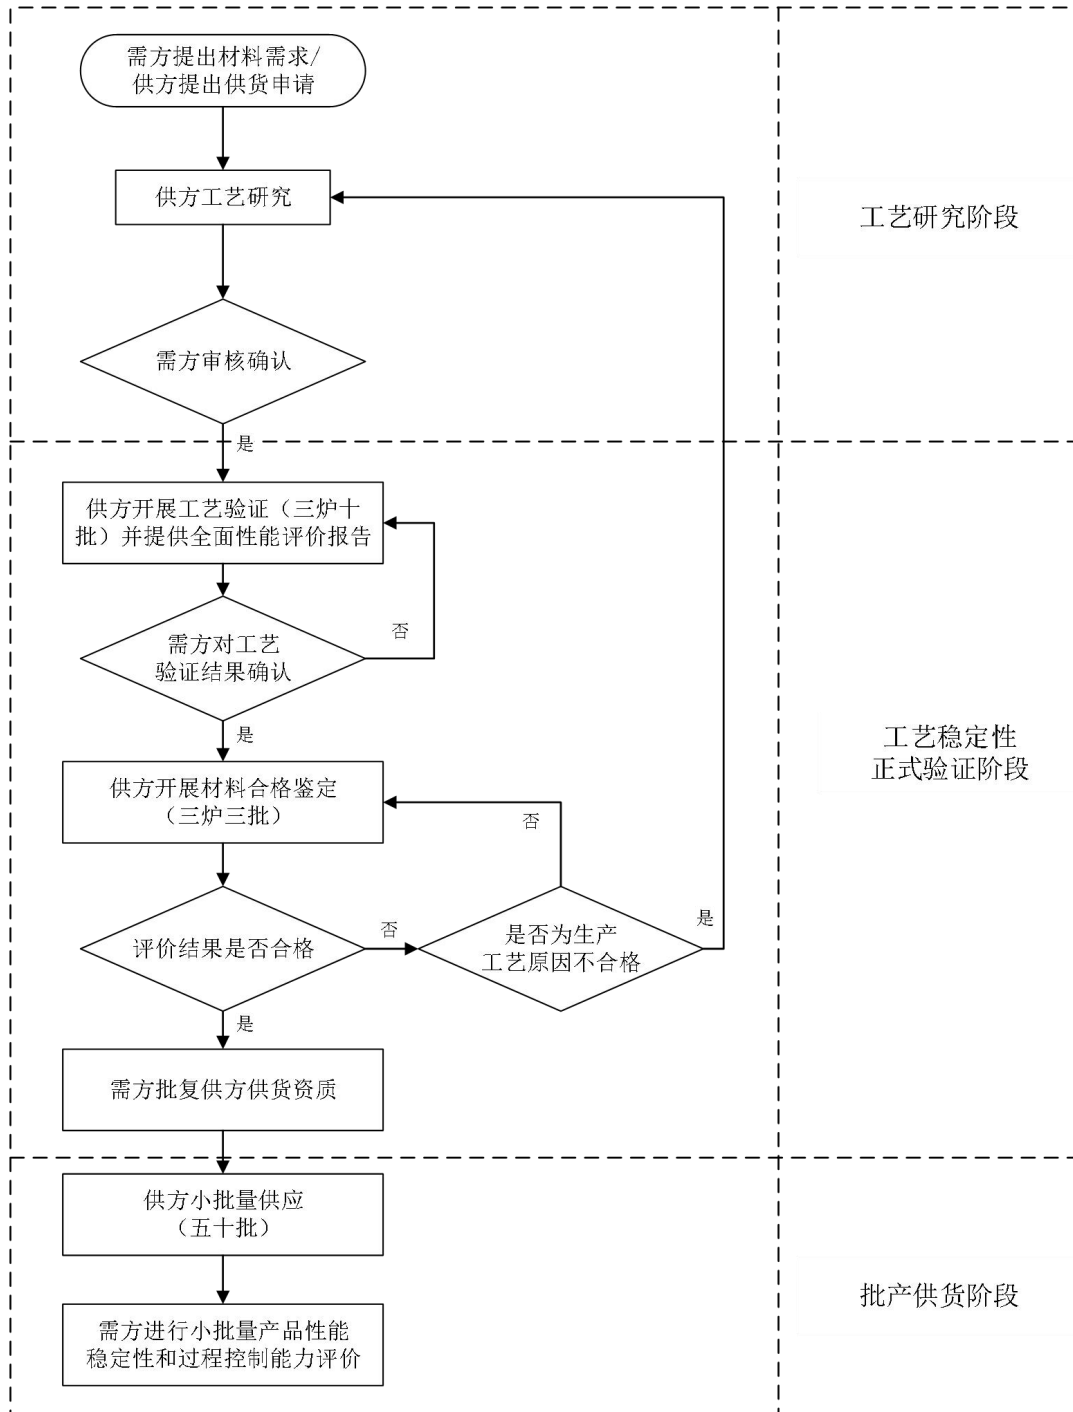 需方提出材料需求/
供方提出供货申请
供方工艺研究
工艺研究阶段
需方审核确认
是
供方开展工艺验证（三炉十
批）并提供全面性能评价报告
否
需方对工艺
验证结果确认
是
工艺稳定性
正式验证阶段
供方开展材料合格鉴定
（三炉三批）
否
评价结果是否合格
否
是否为生产
工艺原因不合格
是
是
需方批复供方供货资质
供方小批量供应
（五十批）
批产供货阶段
需方进行小批量产品性能
稳定性和过程控制能力评价